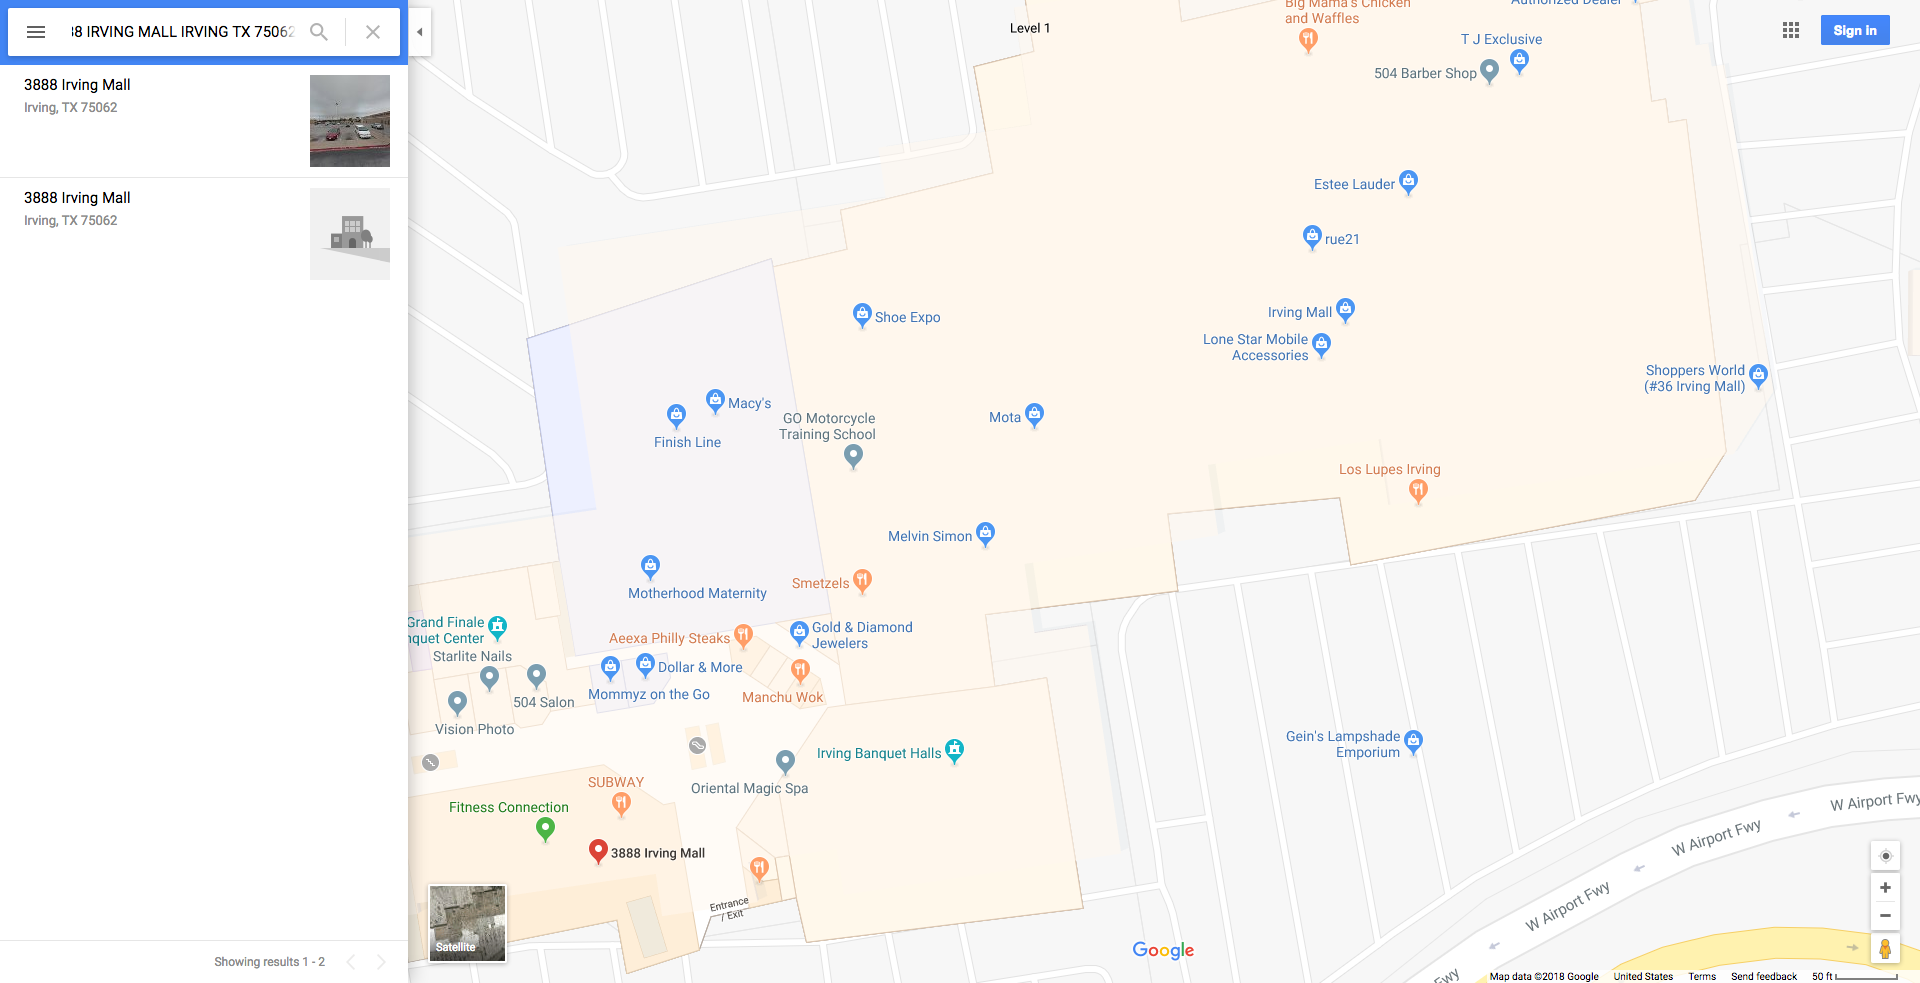 38 IRVING MALL IRVING TX 75062
3888 Irving Mall
Irving, TX 75062
3888 Irving Mall
Irving, TX 75062
Showing results 1 - 2
Level 1
Sign in
Big Mama's Chicken
and Waffles
Authorized Dealer
T J Exclusive
504 Barber Shop
Estee Lauder
rue21
Shoe Expo
Irving Mall
Lone Star Mobile
Accessories
Shoppers World
(#36 Irving Mall)
Macy's
Finish Line
GO Motorcycle
Training School
Mota
Los Lupes Irving
Melvin Simon
Smetzels
Motherhood Maternity
Grand Finale
nquet Center
Starlite Nails
Aeexa Philly Steaks
Gold & Diamond
Jewelers
Dollar & More
Mommyz on the Go
Manchu Wok
504 Salon
Vision Photo
Irving Banquet Halls
Gein's Lampshade
Emporium
Oriental Magic Spa
SUBWAY
Fitness Connection
3888 Irving Mall
Entrance
/ Exit
W Airport Fwy
W Airport Fwy
W Airport Fwy
Fwy
Satellite
Google
Map data ©2018 Google
United States
Terms
Send feedback
50 ft